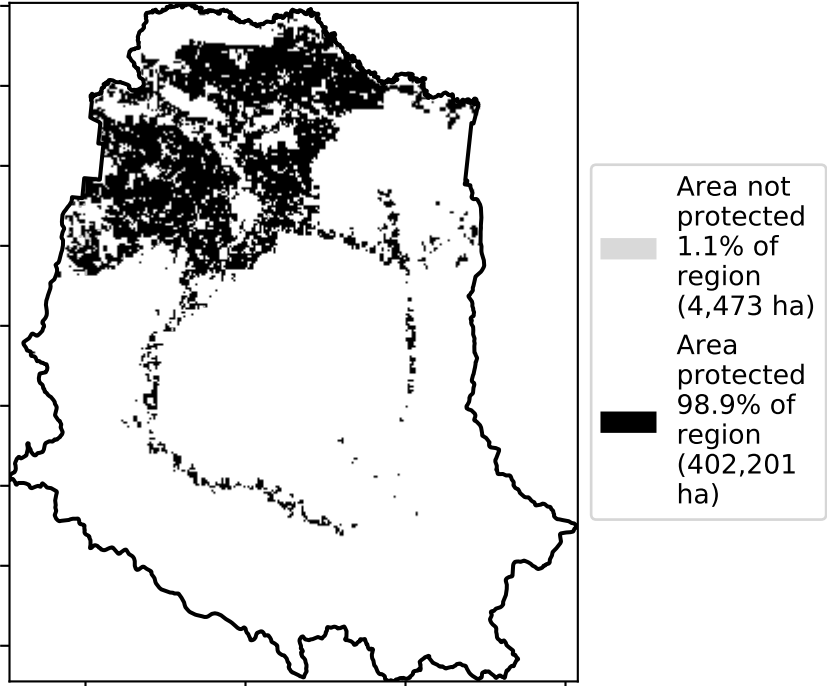 Area not
protected
1.1% of
region
(4,473 ha)
Area
protected
98.9% of
region
(402,201
ha)